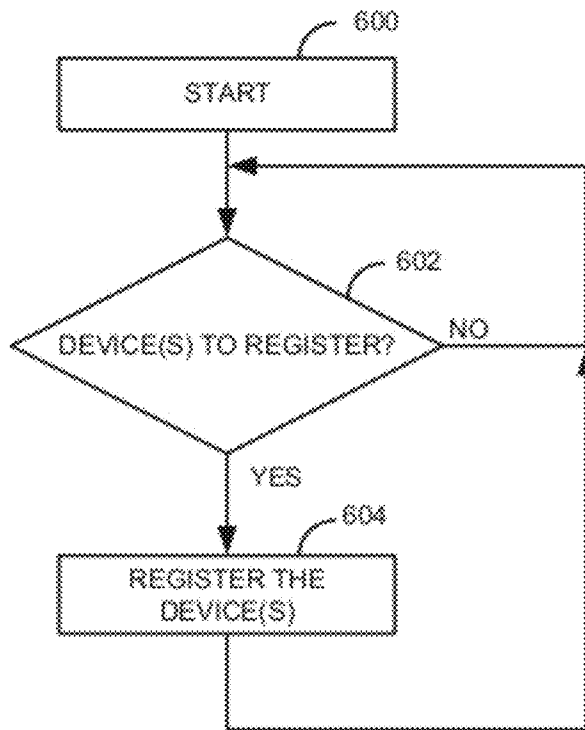 600
START
602
DEVICE(S) TO REGISTER?
NO
YES
604
REGISTER THE
DEVICE(S)